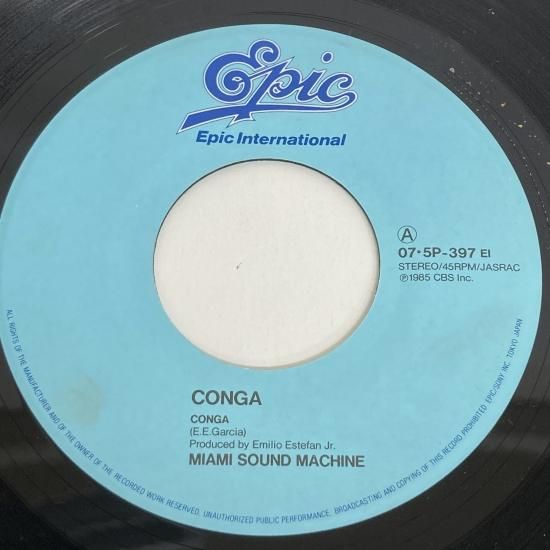 Epic
Epic International
A
07·5P-397 EI
STEREO/45RPM/JASRAC
℗1985 CBS Inc.
CONGA
CONGA
(E.E.Garcia)
Produced by Emilio Estefan Jr.
MIAMI SOUND MACHINE
ALL RIGHTS OF THE MANUFACTURER AND OF THE OWNER OF THE RECORDED WORK RESERVED. UNAUTHORIZED PUBLIC PERFORMANCE. BROADCASTING AND COPYING OF THIS RECORD PROHIBITED EPIC/SONY INC. TOKYO JAPAN